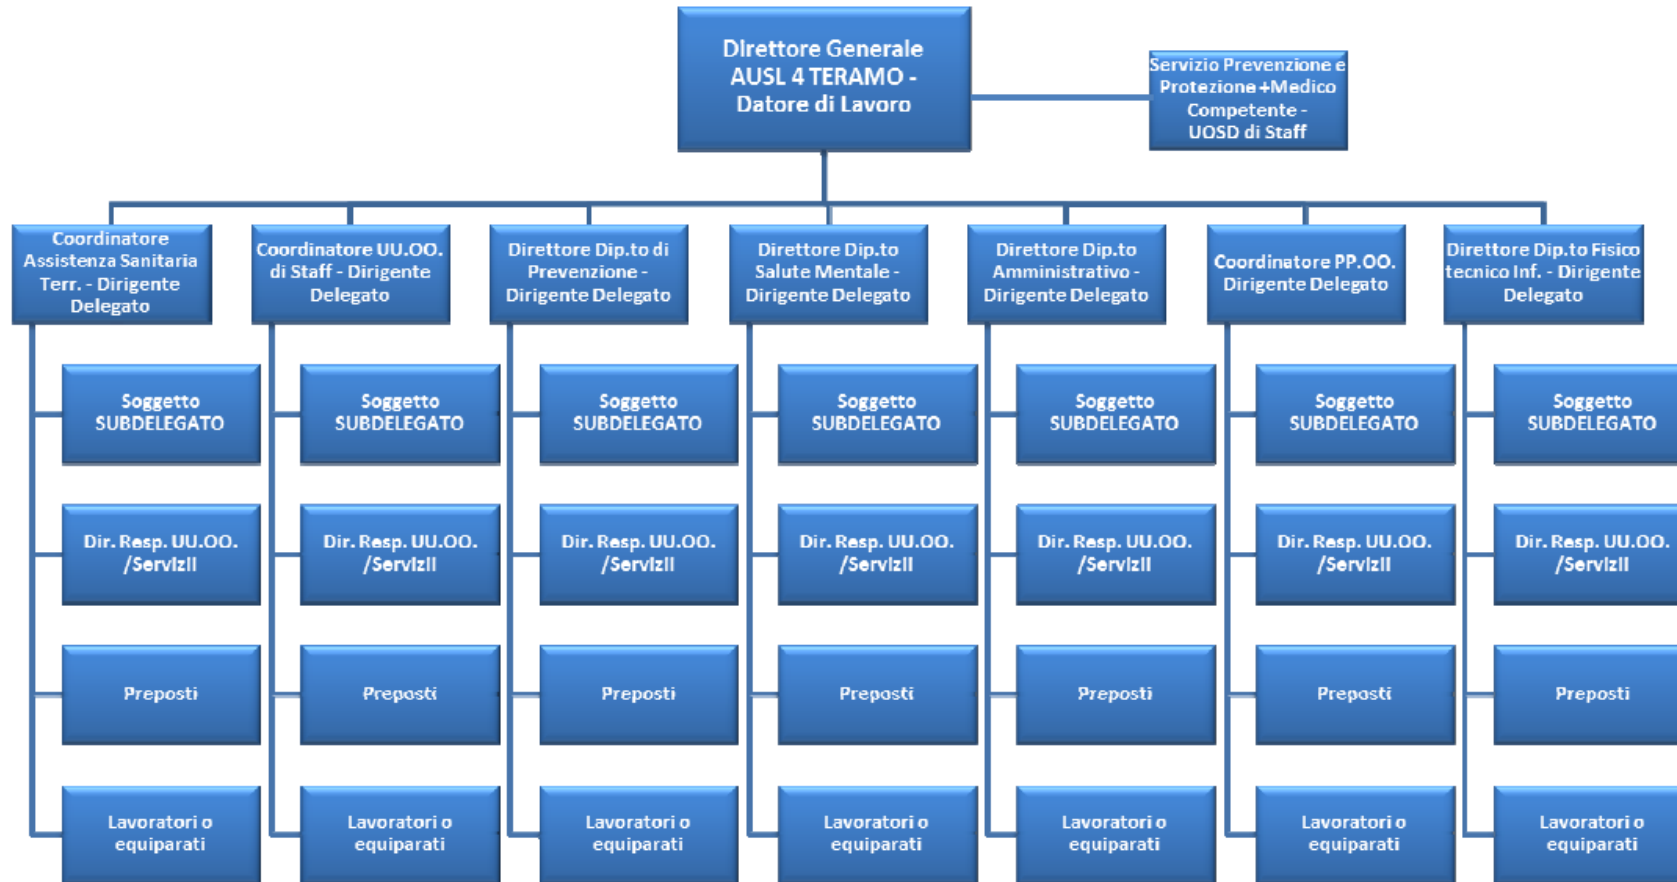 Direttore Generale
AUSL 4 TERAMO -
Datore di Lavoro
Servizio Prevenzione e
Protezione +Medico
Competente -
UOSD di Staff
Coordinatore
Assistenza Sanitaria
Terr. - Dirigente
Delegato
Coordinatore UU.OO.
di Staff - Dirigente
Delegato
Direttore Dip.to di
Prevenzione -
Dirigente Delegato
Direttore Dip.to
Salute Mentale -
Dirigente Delegato
Direttore Dip.to
Amministrativo -
Dirigente Delegato
Coordinatore PP.OO.
Dirigente Delegato
Direttore Dip.to Fisico
tecnico Inf. - Dirigente
Delegato
Soggetto
SUBDELEGATO
Soggetto
SUBDELEGATO
Soggetto
SUBDELEGATO
Soggetto
SUBDELEGATO
Soggetto
SUBDELEGATO
Soggetto
SUBDELEGATO
Soggetto
SUBDELEGATO
Dir. Resp. UU.OO.
/Servizii
Dir. Resp. UU.OO.
/Servizii
Dir. Resp. UU.OO.
/Servizii
Dir. Resp. UU.OO.
/Servizii
Dir. Resp. UU.OO.
/Servizii
Dir. Resp. UU.OO.
/Servizii
Dir. Resp. UU.OO.
/Servizii
Preposti
Preposti
Preposti
Preposti
Preposti
Preposti
Preposti
Lavoratori o
equiparati
Lavoratori o
equiparati
Lavoratori o
equiparati
Lavoratori o
equiparati
Lavoratori o
equiparati
Lavoratori o
equiparati
Lavoratori o
equiparati